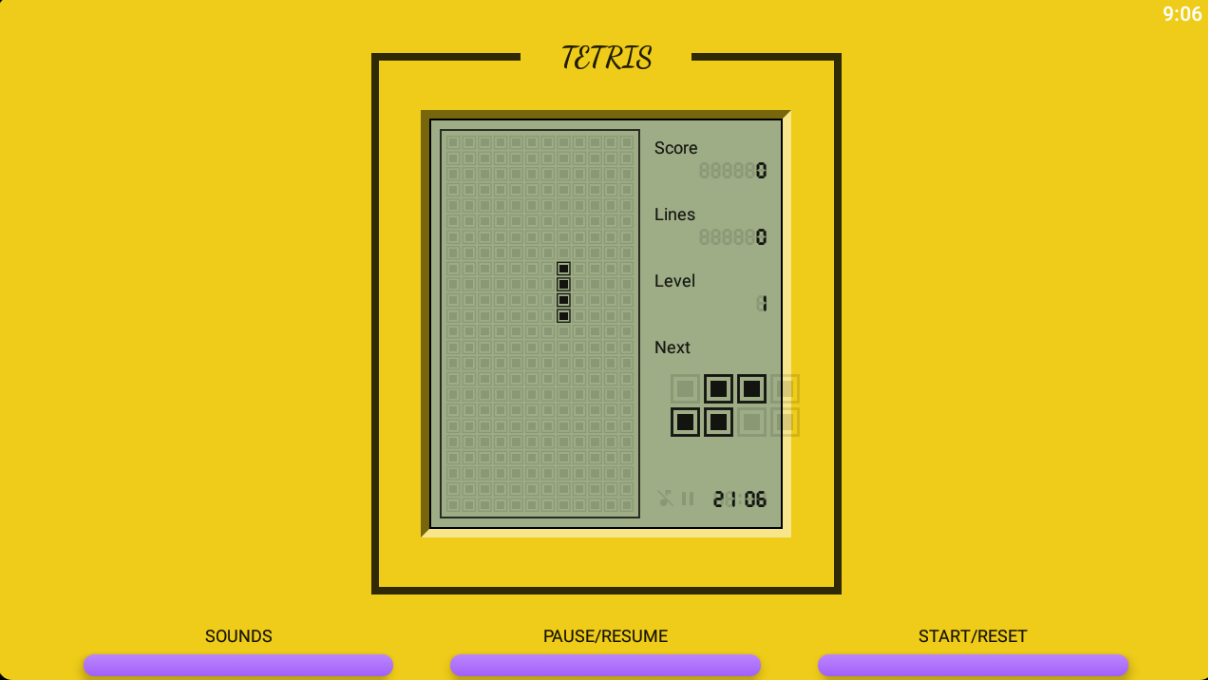 9:06
TETRIS
Score
0
Lines
0
Level
1
Next
21:06
SOUNDS
PAUSE/RESUME
START/RESET